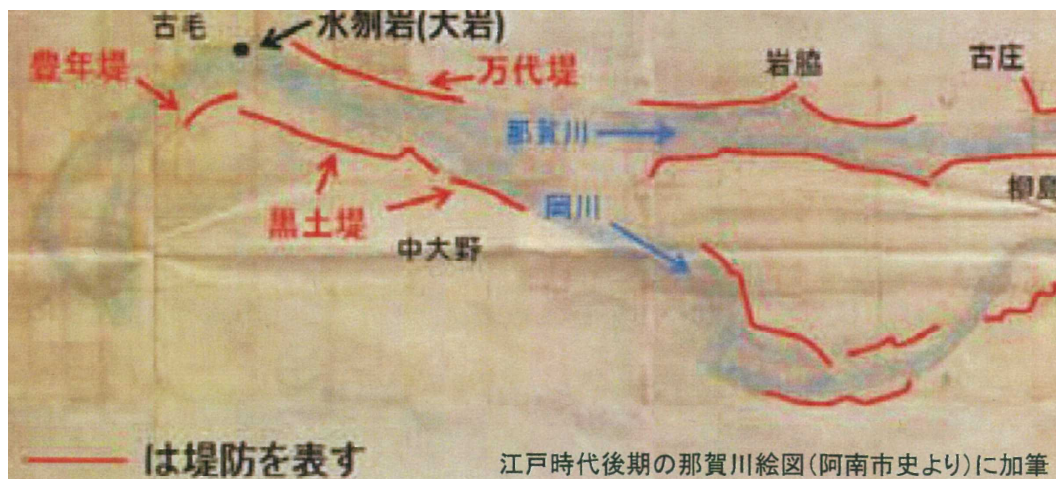 古毛
水刎岩(大岩)
豊年堤
万代堤
岩脇
古庄
那賀川
黒土堤
岡川
中大野
柳島
は堤防を表す
江戸時代後期の那賀川絵図(阿南市史より)に加筆